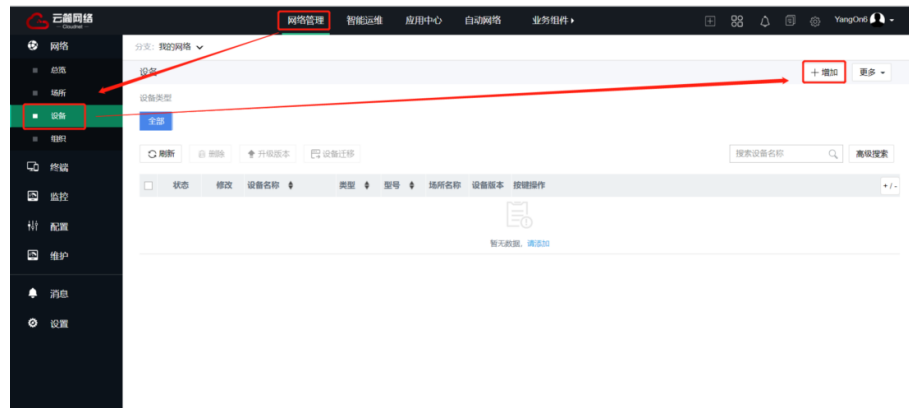 云简网络
Cloudnet
网络管理 智能运维 应用中心 自动网络 业务组件
YangOn6
网络
总览
场所
设备
组织
终端
监控
配置
维护
消息
设置
分支: 我的网络
设备
+ 增加 更多
设备类型
全部
刷新 删除 升级版本 设备迁移 搜索设备名称 高级搜索
状态 修改 设备名称 类型 型号 场所名称 设备版本 按键操作 + / -
暂无数据, 请添加